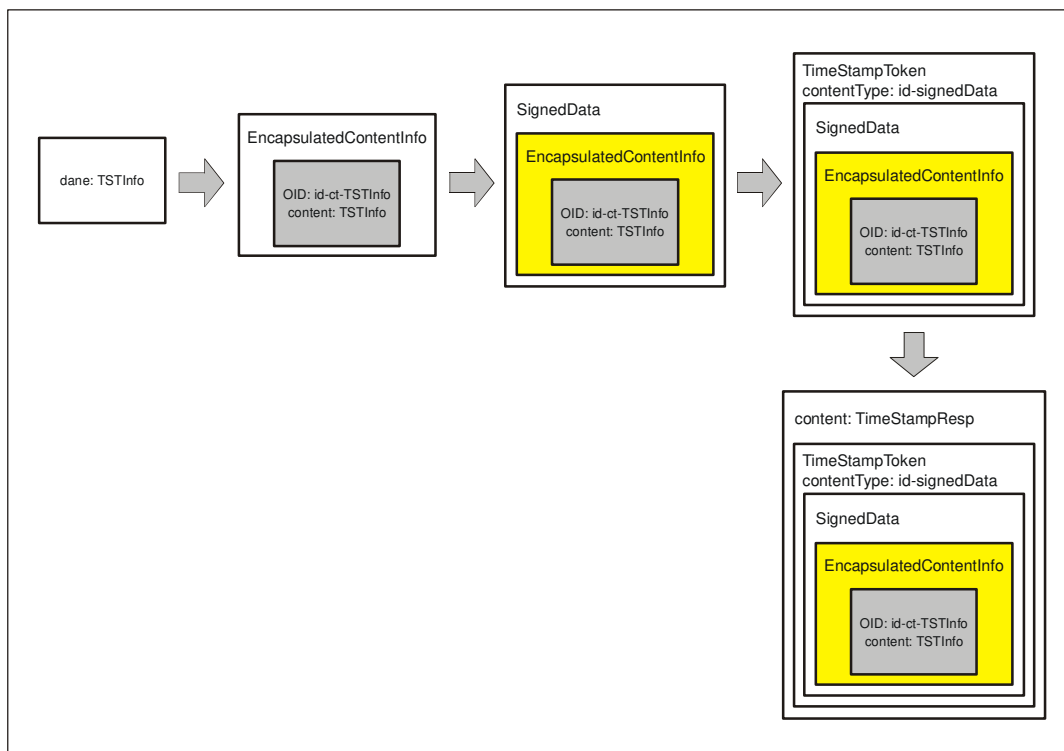 dane: TSTInfo
EncapsulatedContentInfo
OID: id-ct-TSTInfo
content: TSTInfo
SignedData
EncapsulatedContentInfo
OID: id-ct-TSTInfo
content: TSTInfo
TimeStampToken
contentType: id-signedData
SignedData
EncapsulatedContentInfo
OID: id-ct-TSTInfo
content: TSTInfo
content: TimeStampResp
TimeStampToken
contentType: id-signedData
SignedData
EncapsulatedContentInfo
OID: id-ct-TSTInfo
content: TSTInfo